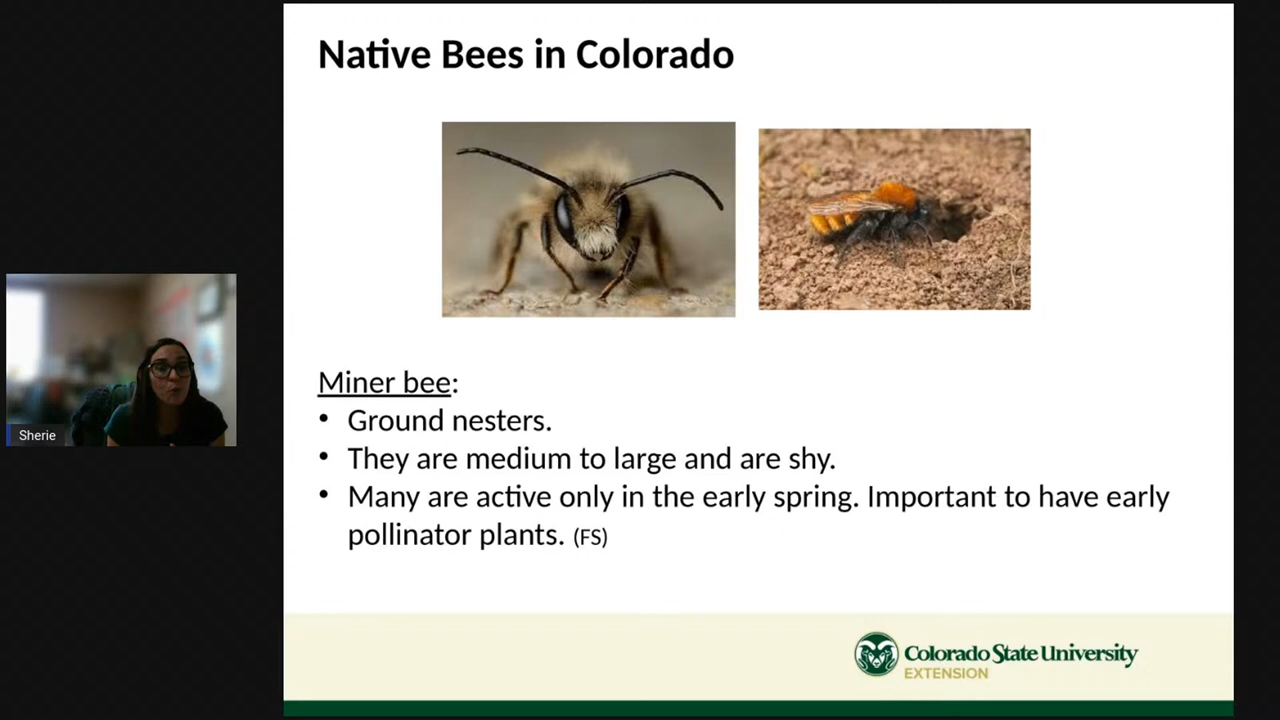 Native Bees in Colorado
Miner bee:
• Ground nesters.
• They are medium to large and are shy.
• Many are active only in the early spring. Important to have early
pollinator plants. (FS)
Sherie
Colorado State University
EXTENSION